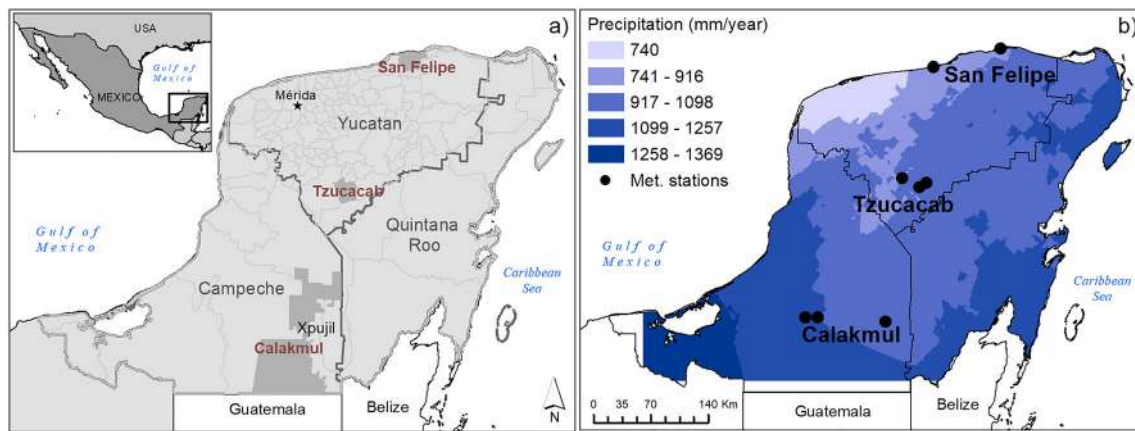 a)
USA
Gulf of
Mexico
MEXICO
San Felipe
Mérida
Yucatan
Tzucacab
Quintana
Roo
Gulf of
Mexico
Campeche
Caribbean
Sea
Xpujil
Calakmul
Guatemala
Belize
N
b)
Precipitation (mm/year)
740
741 - 916
917 - 1098
1099 - 1257
1258 - 1369
Met. stations
San Felipe
Tzucacab
Gulf of
Mexico
Caribbean
Sea
Calakmul
0 35 70 140 Km
Guatemala
Belize